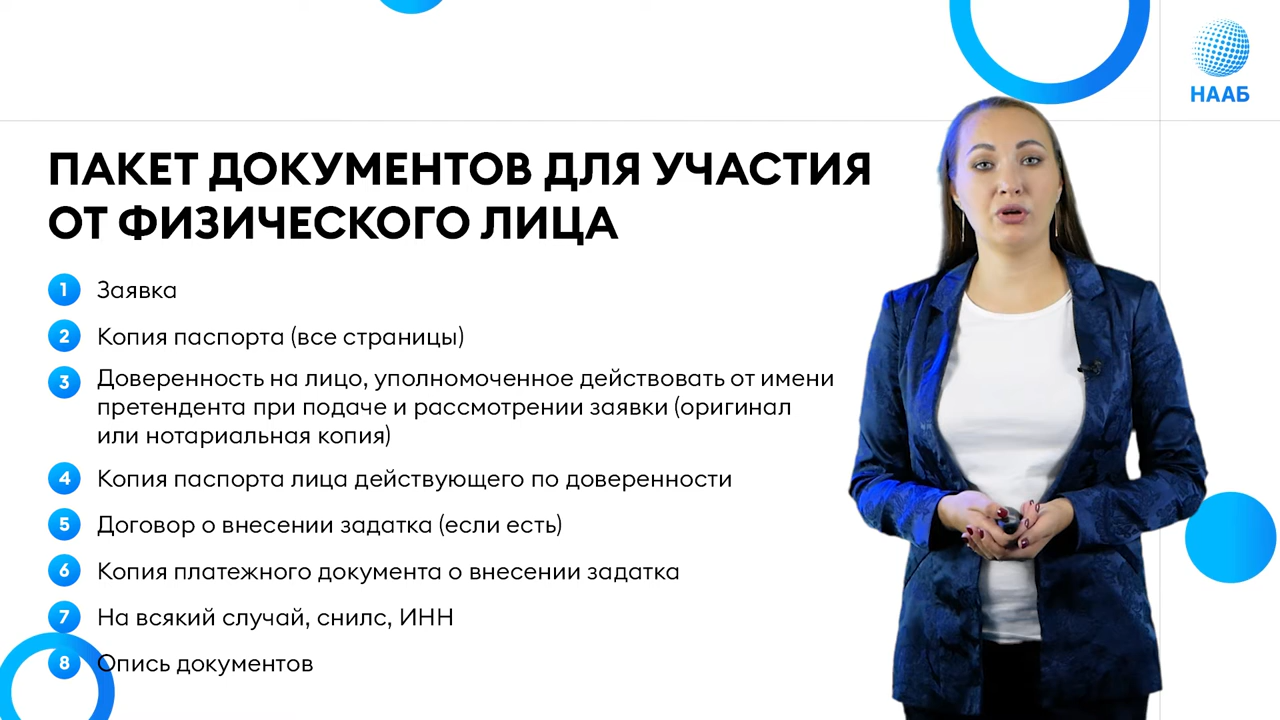 НААБ
ПАКЕТ ДОКУМЕНТОВ ДЛЯ УЧАСТИЯ
ОТ ФИЗИЧЕСКОГО ЛИЦА
1 Заявка
2 Копия паспорта (все страницы)
3 Доверенность на лицо, уполномоченное действовать от имени
претендента при подаче и рассмотрении заявки (оригинал
или нотариальная копия)
4 Копия паспорта лица действующего по доверенности
5 Договор о внесении задатка (если есть)
6 Копия платежного документа о внесении задатка
7 На всякий случай, снилс, ИНН
8 Опись документов